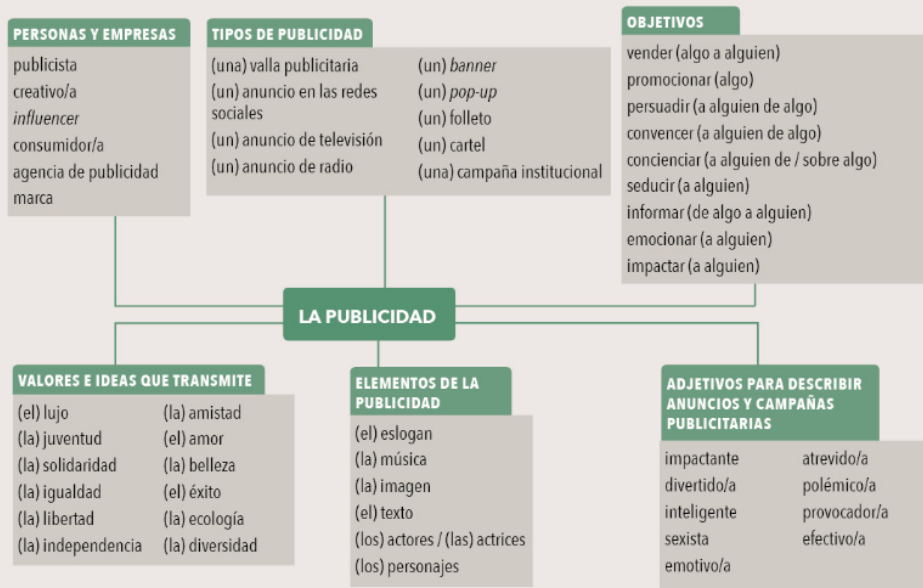 PERSONAS Y EMPRESAS
publicista
creativo/a
influencer
consumidor/a
agencia de publicidad
marca
TIPOS DE PUBLICIDAD
(una) valla publicitaria
(un) anuncio en las redes
sociales
(un) anuncio de televisión
(un) anuncio de radio
(un) banner
(un) pop-up
(un) folleto
(un) cartel
(una) campaña institucional
OBJETIVOS
vender (algo a alguien)
promocionar (algo)
persuadir (a alguien de algo)
convencer (a alguien de algo)
concienciar (a alguien de / sobre algo)
seducir (a alguien)
informar (de algo a alguien)
emocionar (a alguien)
impactar (a alguien)
LA PUBLICIDAD
VALORES E IDEAS QUE TRANSMITE
(el) lujo
(la) juventud
(la) solidaridad
(la) igualdad
(la) libertad
(la) independencia
(la) amistad
(el) amor
(la) belleza
(el) éxito
(la) ecología
(la) diversidad
ELEMENTOS DE LA
PUBLICIDAD
(el) eslogan
(la) música
(la) imagen
(el) texto
(los) actores / (las) actrices
(los) personajes
ADJETIVOS PARA DESCRIBIR
ANUNCIOS Y CAMPAÑAS
PUBLICITARIAS
impactante
divertido/a
inteligente
sexista
emotivo/a
atrevido/a
polémico/a
provocador/a
efectivo/a